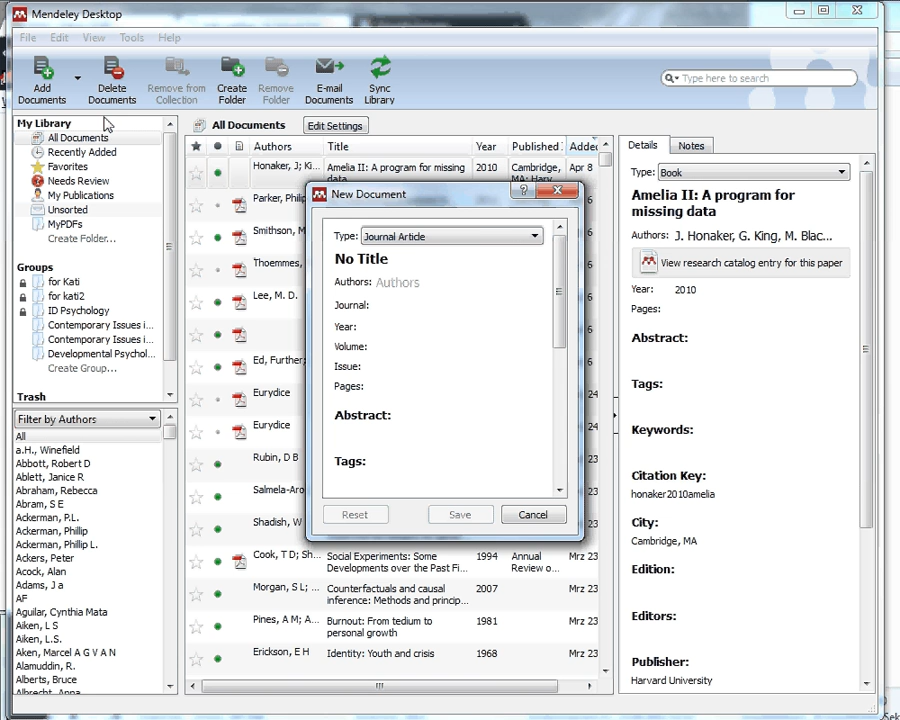 Mendeley Desktop
File Edit View Tools Help
Add Documents
Delete Documents
Remove from Collection
Create Folder
Remove Folder
E-mail Documents
Sync Library
Type here to search
My Library
All Documents
Recently Added
Favorites
Needs Review
My Publications
Unsorted
MyPDFs
Create Folder...
Groups
for Kati
for kati2
ID Psychology
Contemporary Issues i...
Contemporary Issues i...
Developmental Psychol...
Create Group...
Trash
Filter by Authors
All
a.H., Winefield
Abbott, Robert D
Ablett, Janice R
Abraham, Rebecca
Abram, S E
Ackerman, P.L.
Ackerman, Phillip
Ackerman, Phillip L.
Ackers, Peter
Acock, Alan
Adams, J a
AF
Aguilar, Cynthia Mata
Aiken, L S
Aiken, L.S.
Aken, Marcel A G V A N
Alamuddin, R.
Alberts, Bruce
Albrecht, Anna
All Documents Edit Settings
Authors Title Year Published Added
Honaker, J; Ki... Amelia II: A program for missing data 2010 Cambridge, MA: Harv Apr 8
Parker, Philip
Smithson, M
Thoemmes,
Lee, M. D. 6
6
Ed, Further; 6
Eurydice 24
Eurydice 24
Rubin, D B
Salmela-Aro
Shadish, W
Cook, T D; Sh... Social Experiments: Some Developments over the Past Fi... 1994 Annual Review o... Mrz 23
Morgan, S L; ... Counterfactuals and causal inference: Methods and princip... 2007 Mrz 23
Pines, A M; A... Burnout: From tedium to personal growth 1981 Mrz 23
Erickson, E H Identity: Youth and crisis 1968 Mrz 23
New Document
Type: Journal Article
No Title
Authors: Authors
Journal:
Year:
Volume:
Issue:
Pages:
Abstract:
Tags:
Reset Save Cancel
Details Notes
Type: Book
Amelia II: A program for
missing data
Authors: J. Honaker, G. King, M. Blac...
View research catalog entry for this paper
Year: 2010
Pages:
Abstract:
Tags:
Keywords:
Citation Key:
honaker2010amelia
City:
Cambridge, MA
Edition:
Editors:
Publisher:
Harvard University